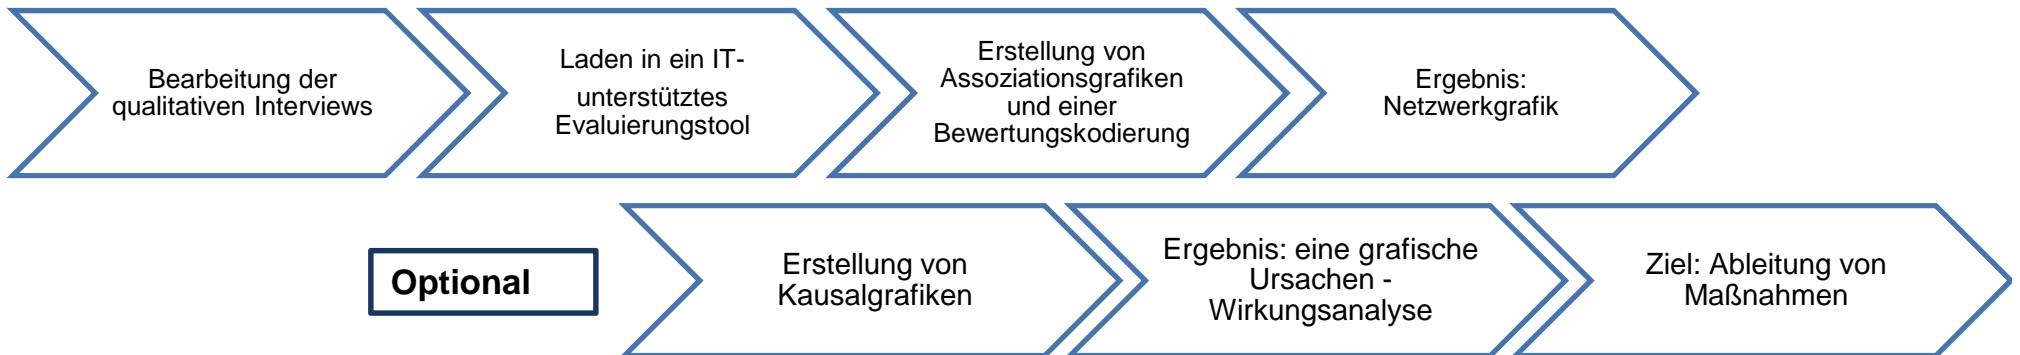 Bearbeitung der
qualitativen Interviews
Laden in ein IT-
unterstütztes
Evaluierungstool
Erstellung von
Assoziationsgrafiken
und einer
Bewertungskodierung
Ergebnis:
Netzwerkgrafik
Optional
Erstellung von
Kausalgrafiken
Ergebnis: eine grafische
Ursachen -
Wirkungsanalyse
Ziel: Ableitung von
Maßnahmen